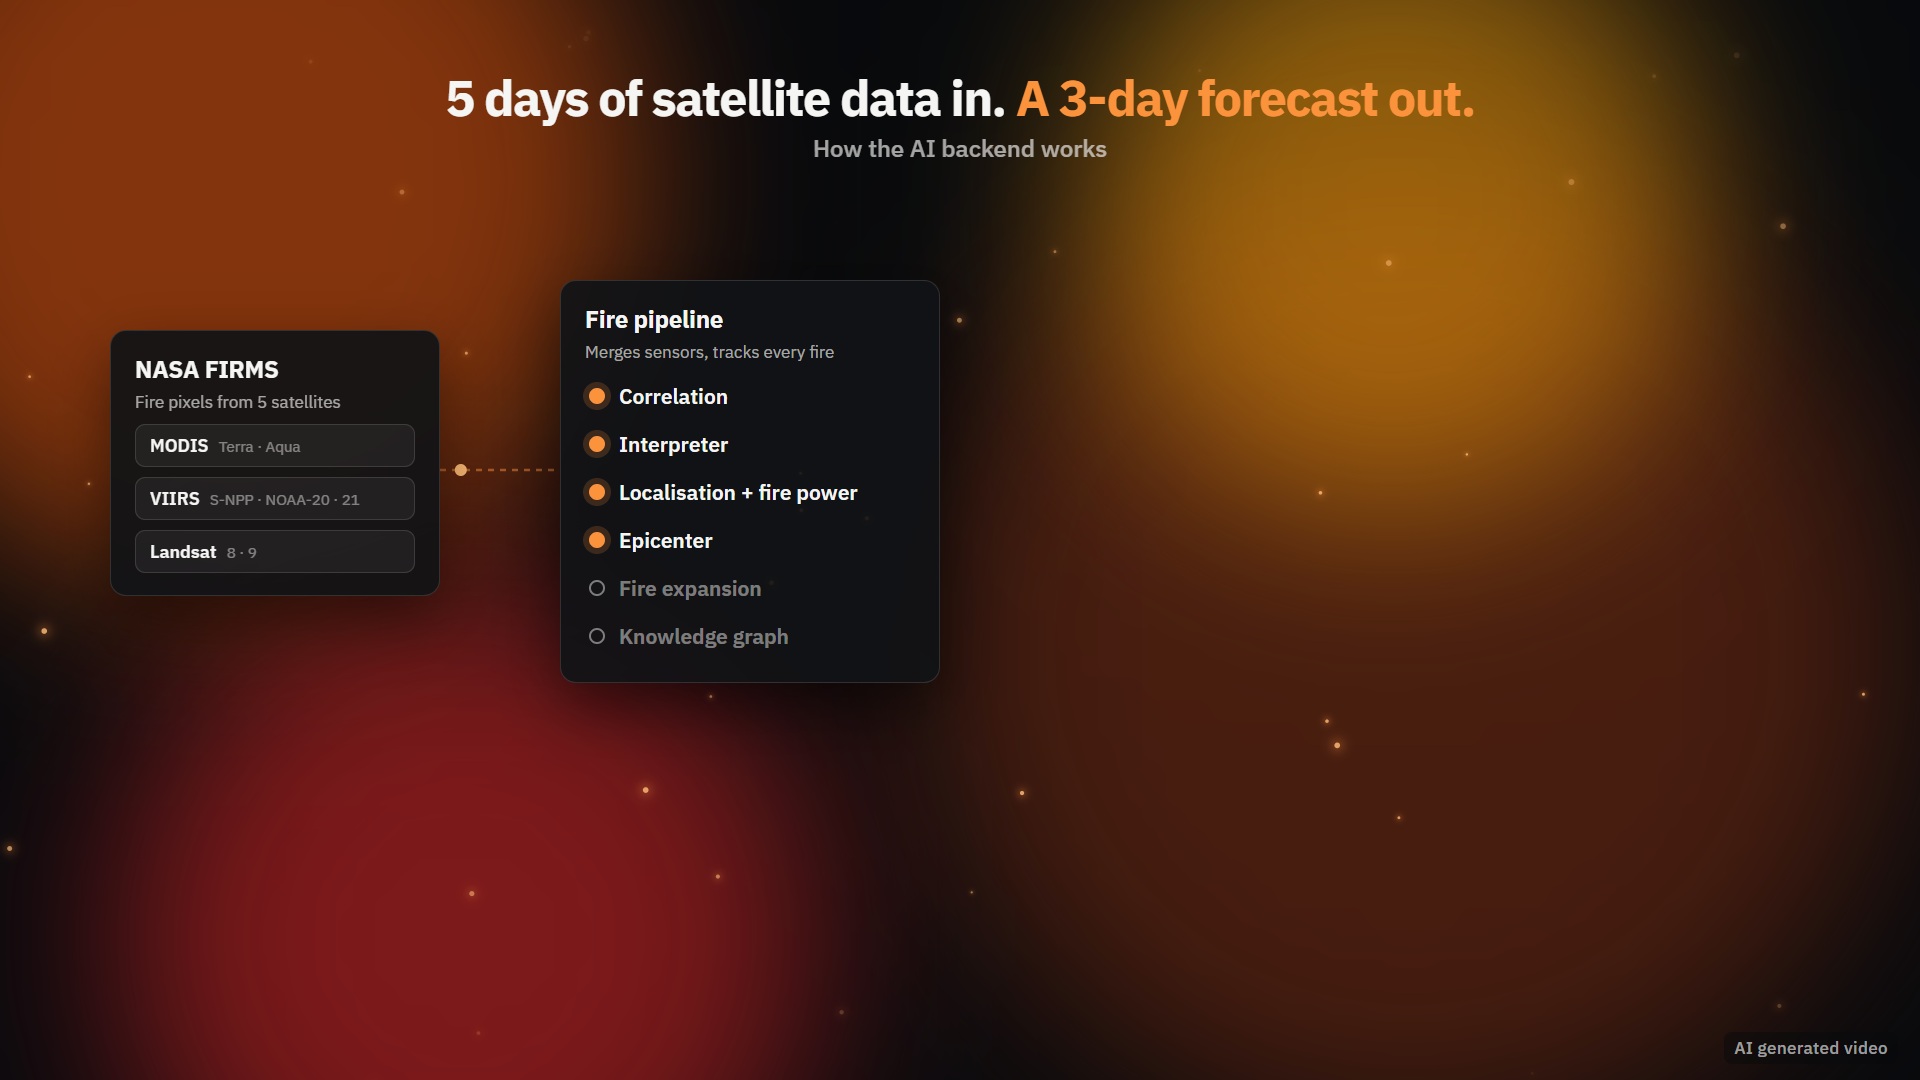 5 days of satellite data in. A 3-day forecast out.
How the AI backend works
NASA FIRMS
Fire pixels from 5 satellites
MODIS Terra · Aqua
VIIRS S-NPP · NOAA-20 · 21
Landsat 8 · 9
Fire pipeline
Merges sensors, tracks every fire
Correlation
Interpreter
Localisation + fire power
Epicenter
Fire expansion
Knowledge graph
AI generated video